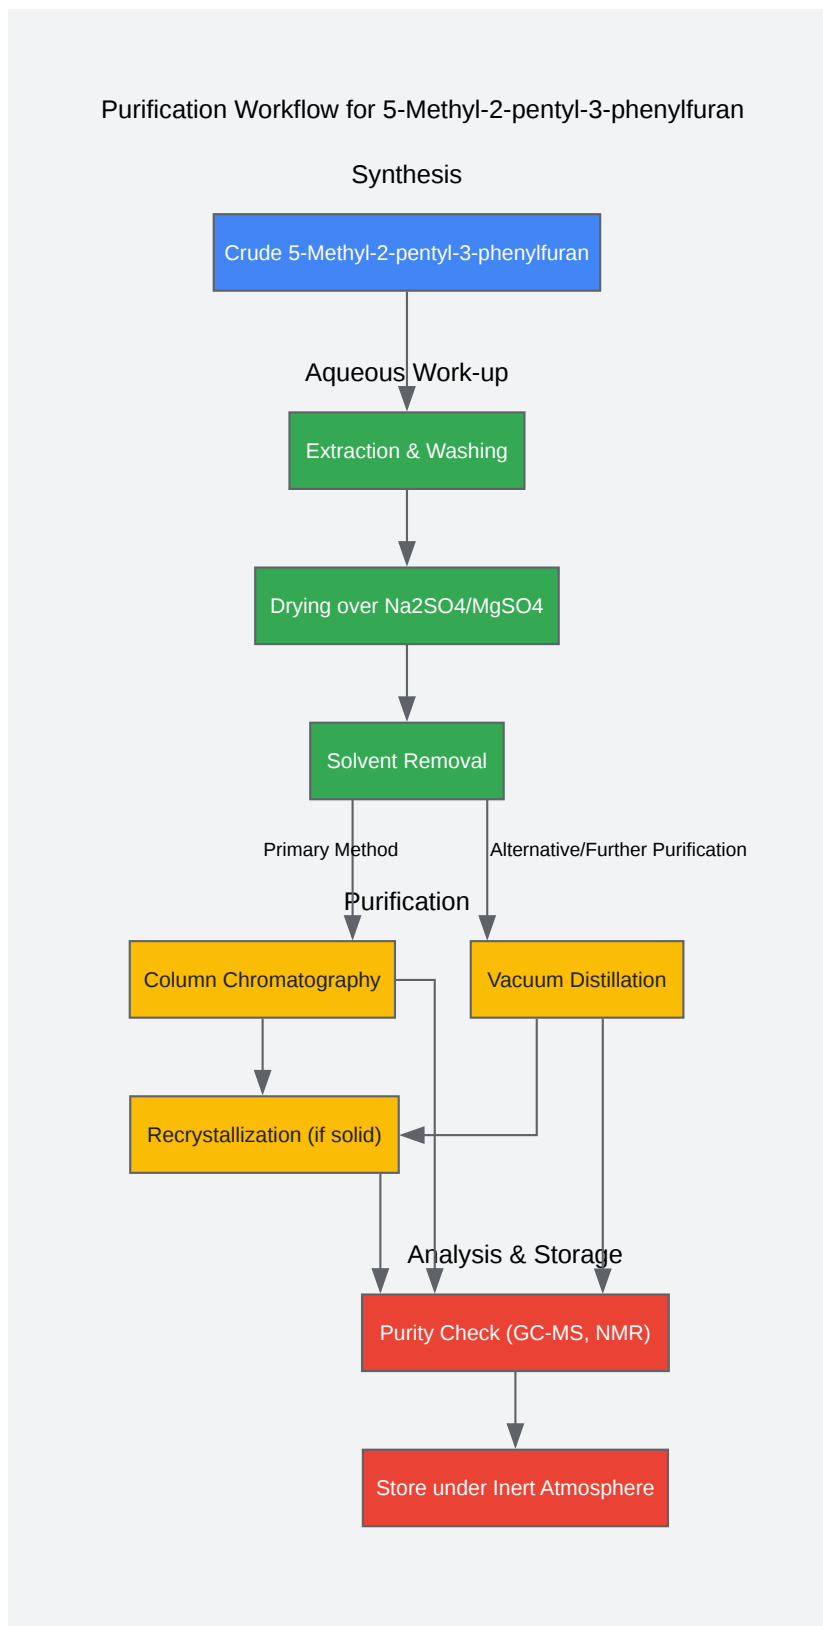 Purification Workflow for 5-Methyl-2-pentyl-3-phenylfuran
Synthesis
Crude 5-Methyl-2-pentyl-3-phenylfuran
Aqueous Work-up
Extraction & Washing
Drying over Na2SO4/MgSO4
Solvent Removal
Primary Method
Alternative/Further Purification
Purification
Column Chromatography
Vacuum Distillation
Recrystallization (if solid)
Analysis & Storage
Purity Check (GC-MS, NMR)
Store under Inert Atmosphere